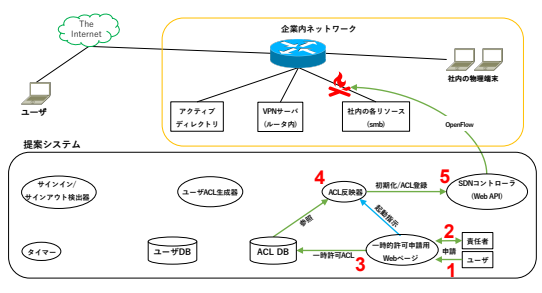 The
Internet
企業内ネットワーク
ユーザ
社内の物理端末
アクティブ
ディレクトリ
VPNサーバ
(ルータ内)
社内の各リソース
(smb)
OpenFlow
提案システム
サインイン/
サインアウト検出器
ユーザACL生成器
4
ACL反映器
初期化/ACL登録
5
SDNコントローラ
(Web API)
参照
起動指示
タイマー
ユーザDB
ACL DB
一時許可ACL
3
一時的許可申請用
Webページ
2
申請
1
責任者
ユーザ